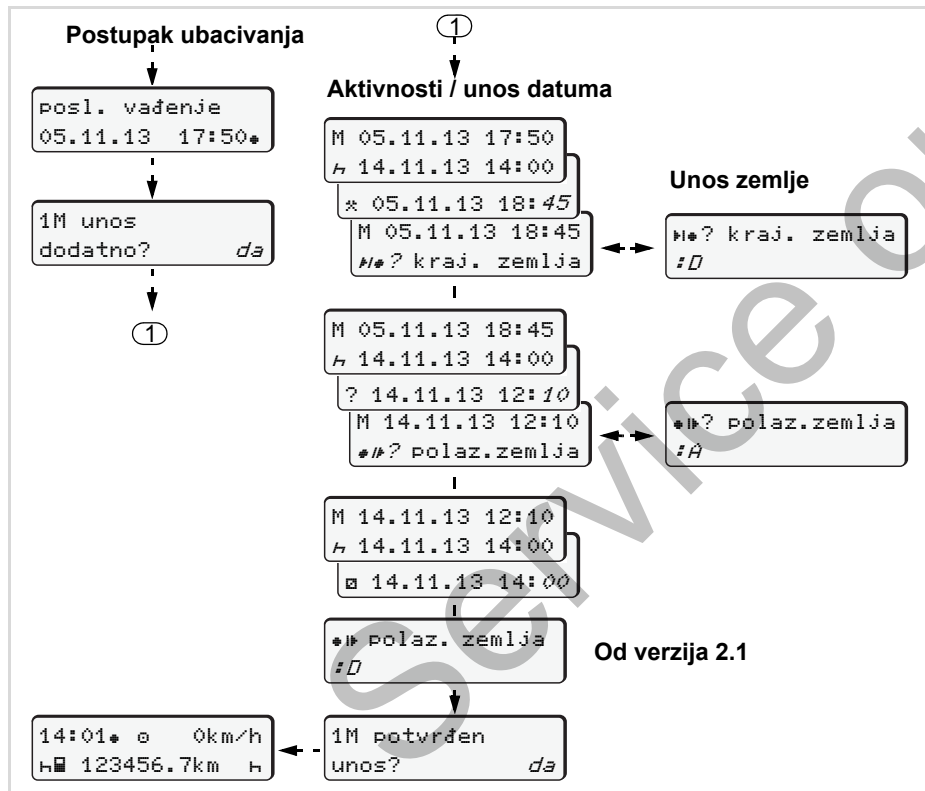 Postupak ubacivanja
posl. vađenje
05.11.13 17:50
1M unos
dodatno? da
1
1
Aktivnosti / unos datuma
M 05.11.13 17:50
14.11.13 14:00
05.11.13 18:45
M 05.11.13 18:45
? kraj. zemlja
Unos zemlje
? kraj. zemlja
:D
M 05.11.13 18:45
14.11.13 14:00
? 14.11.13 12:10
M 14.11.13 12:10
? polaz.zemlja
? polaz.zemlja
:A
M 14.11.13 12:10
14.11.13 14:00
14.11.13 14:00
polaz. zemlja
:D
Od verzija 2.1
1M potvrđen
unos? da
14:01 0km/h
123456.7km
Service